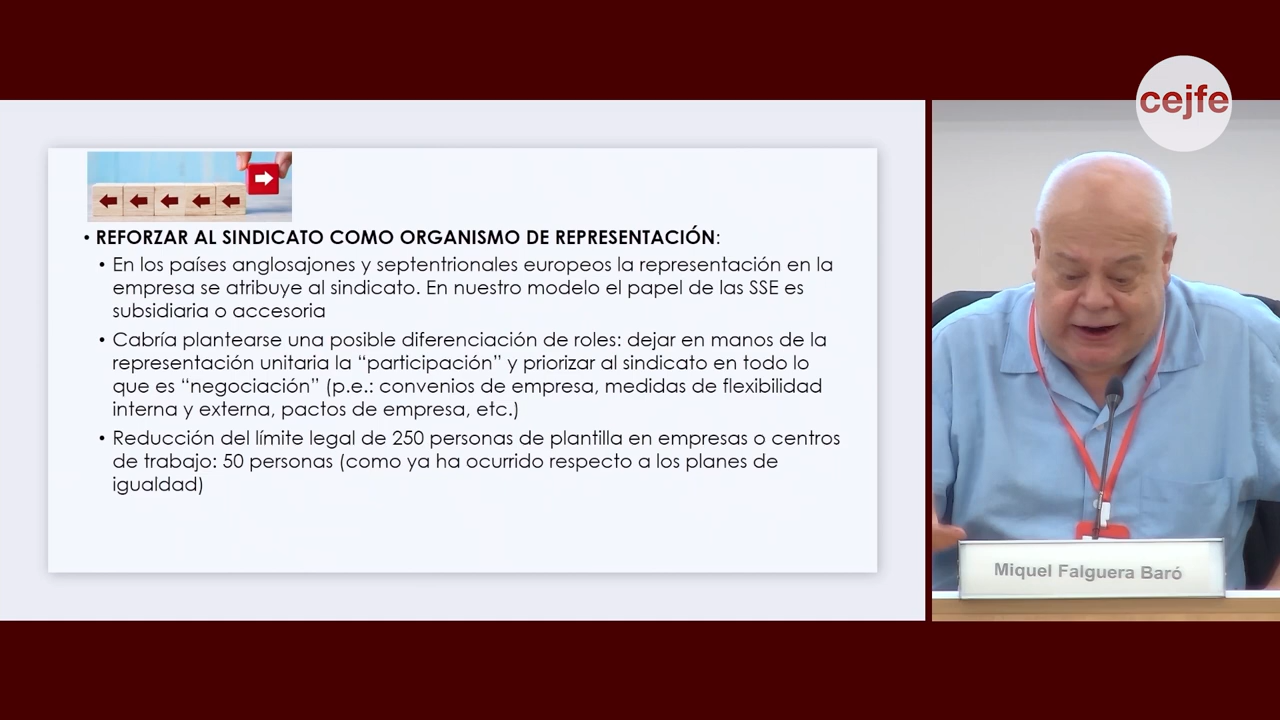 cejfe
• REFORZAR AL SINDICATO COMO ORGANISMO DE REPRESENTACIÓN:
• En los países anglosajones y septentrionales europeos la representación en la
empresa se atribuye al sindicato. En nuestro modelo el papel de las SSE es
subsidiaria o accesoria
• Cabría plantearse una posible diferenciación de roles: dejar en manos de la
representación unitaria la “participación” y priorizar al sindicato en todo lo
que es “negociación” (p.e.: convenios de empresa, medidas de flexibilidad
interna y externa, pactos de empresa, etc.)
• Reducción del límite legal de 250 personas de plantilla en empresas o centros
de trabajo: 50 personas (como ya ha ocurrido respecto a los planes de
igualdad)
Miquel Falguera Baró